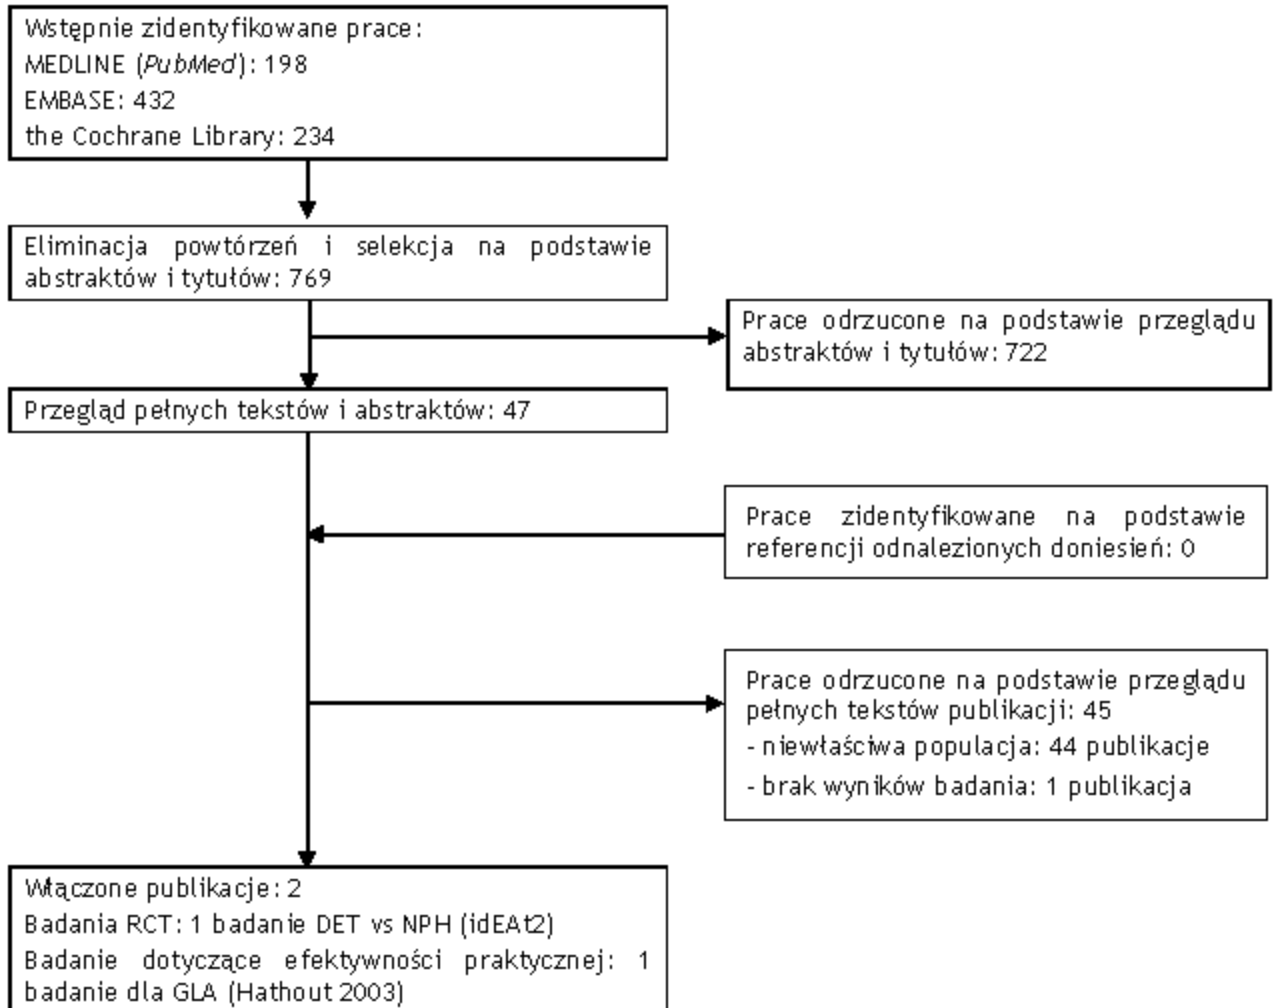 Wstępnie zidentyfikowane prace:
MEDLINE (PubMed): 198
EMBASE: 432
the Cochrane Library: 234
Eliminacja powtórzeń i selekcja na podstawie
abstraktów i tytułów: 769
Prace odrzucone na podstawie przeglądu
abstraktów i tytułów: 722
Przegląd pełnych tekstów i abstraktów: 47
Prace zidentyfikowane na podstawie
referencji odnalezionych doniesień: 0
Prace odrzucone na podstawie przeglądu
pełnych tekstów publikacji: 45
- niewłaściwa populacja: 44 publikacje
- brak wyników badania: 1 publikacja
Włączone publikacje: 2
Badania RCT: 1 badanie DET vs NPH (idEAt2)
Badanie dotyczące efektywności praktycznej: 1
badanie dla GLA (Hathout 2003)